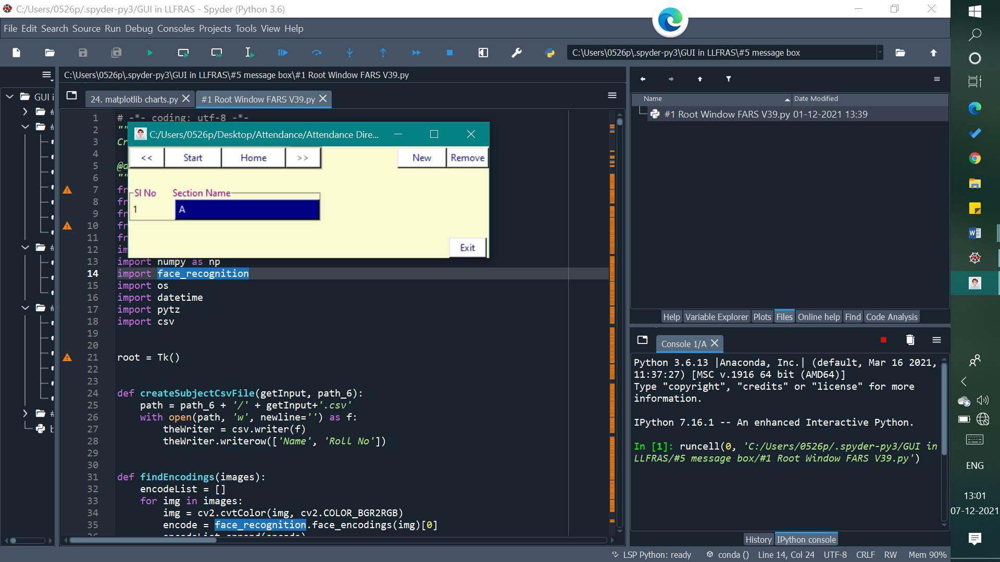 C:/Users/0526p/.spyder-py3/GUI in LLFRAS - Spyder (Python 3.6)
File Edit Search Source Run Debug Consoles Projects Tools View Help
C:\Users\0526p\.spyder-py3\GUI in LLFRAS\#5 message box
C:\Users\0526p\.spyder-py3\GUI in LLFRAS\#5 message box\#1 Root Window FARS V39.py
GUI i
#
#
#
#
#
24. matplotlib charts.py
#1 Root Window FARS V39.py
1 # -*- coding: utf-8 -*-
2 ""
3 Cr
4
5 @a
6 ""
7 fr
8 fr
9 fr
10 fr
11 fr
12 im
13 import numpy as np
14 import face_recognition
15 import os
16 import datetime
17 import pytz
18 import csv
19
20
21 root = Tk()
22
23
24 def createSubjectCsvFile(getInput, path_6):
25 path = path_6 + '/' + getInput+'.csv'
26 with open(path, 'w', newline='') as f:
27 theWriter = csv.writer(f)
28 theWriter.writerow(['Name', 'Roll No'])
29
30
31 def findEncodings(images):
32 encodeList = []
33 for img in images:
34 img = cv2.cvtColor(img, cv2.COLOR_BGR2RGB)
35 encode = face_recognition.face_encodings(img)[0]
C:/Users/0526p/Desktop/Attendance/Attendance Dire...
<< Start Home >> New Remove
Sl No Section Name
1 A
Exit
Name Date Modified
#1 Root Window FARS V39.py 01-12-2021 13:39
Help Variable Explorer Plots Files Online help Find Code Analysis
Console 1/A
Python 3.6.13 |Anaconda, Inc.| (default, Mar 16 2021,
11:37:27) [MSC v.1916 64 bit (AMD64)]
Type "copyright", "credits" or "license" for more
information.
IPython 7.16.1 -- An enhanced Interactive Python.
In [1]: runcell(0, 'C:/Users/0526p/.spyder-py3/GUI in
LLFRAS/#5 message box/#1 Root Window FARS V39.py')
History IPython console
LSP Python: ready conda () Line 14, Col 24 UTF-8 CRLF RW Mem 90%
ENG
13:01
07-12-2021